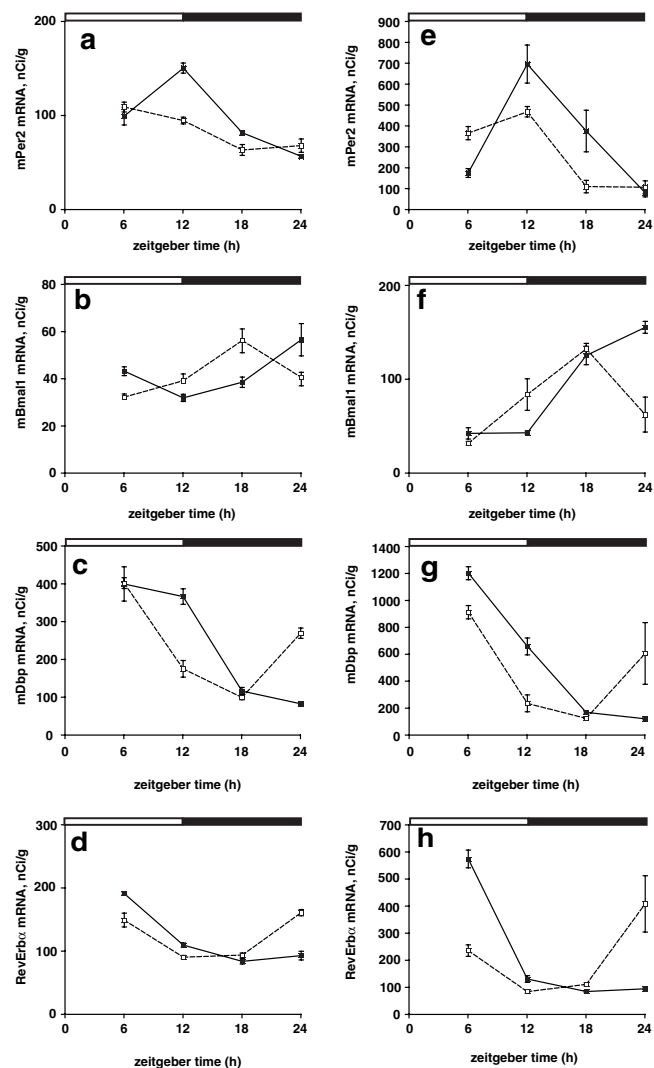 a
mPer2 mRNA, nCi/g
200
100
0
0 6 12 18 24
zeitgeber time (h)
e
mPer2 mRNA, nCi/g
900
800
700
600
500
400
300
200
100
0
0 6 12 18 24
zeitgeber time (h)
b
mBmal1 mRNA, nCi/g
80
60
40
20
0
0 6 12 18 24
zeitgeber time (h)
f
mBmal1 mRNA, nCi/g
200
100
0
0 6 12 18 24
zeitgeber time (h)
c
mDbp mRNA, nCi/g
500
400
300
200
100
0
0 6 12 18 24
zeitgeber time (h)
g
mDbp mRNA, nCi/g
1400
1200
1000
800
600
400
200
0
0 6 12 18 24
zeitgeber time (h)
d
RevErbα mRNA, nCi/g
300
200
100
0
0 6 12 18 24
zeitgeber time (h)
h
RevErbα mRNA, nCi/g
700
600
500
400
300
200
100
0
0 6 12 18 24
zeitgeber time (h)